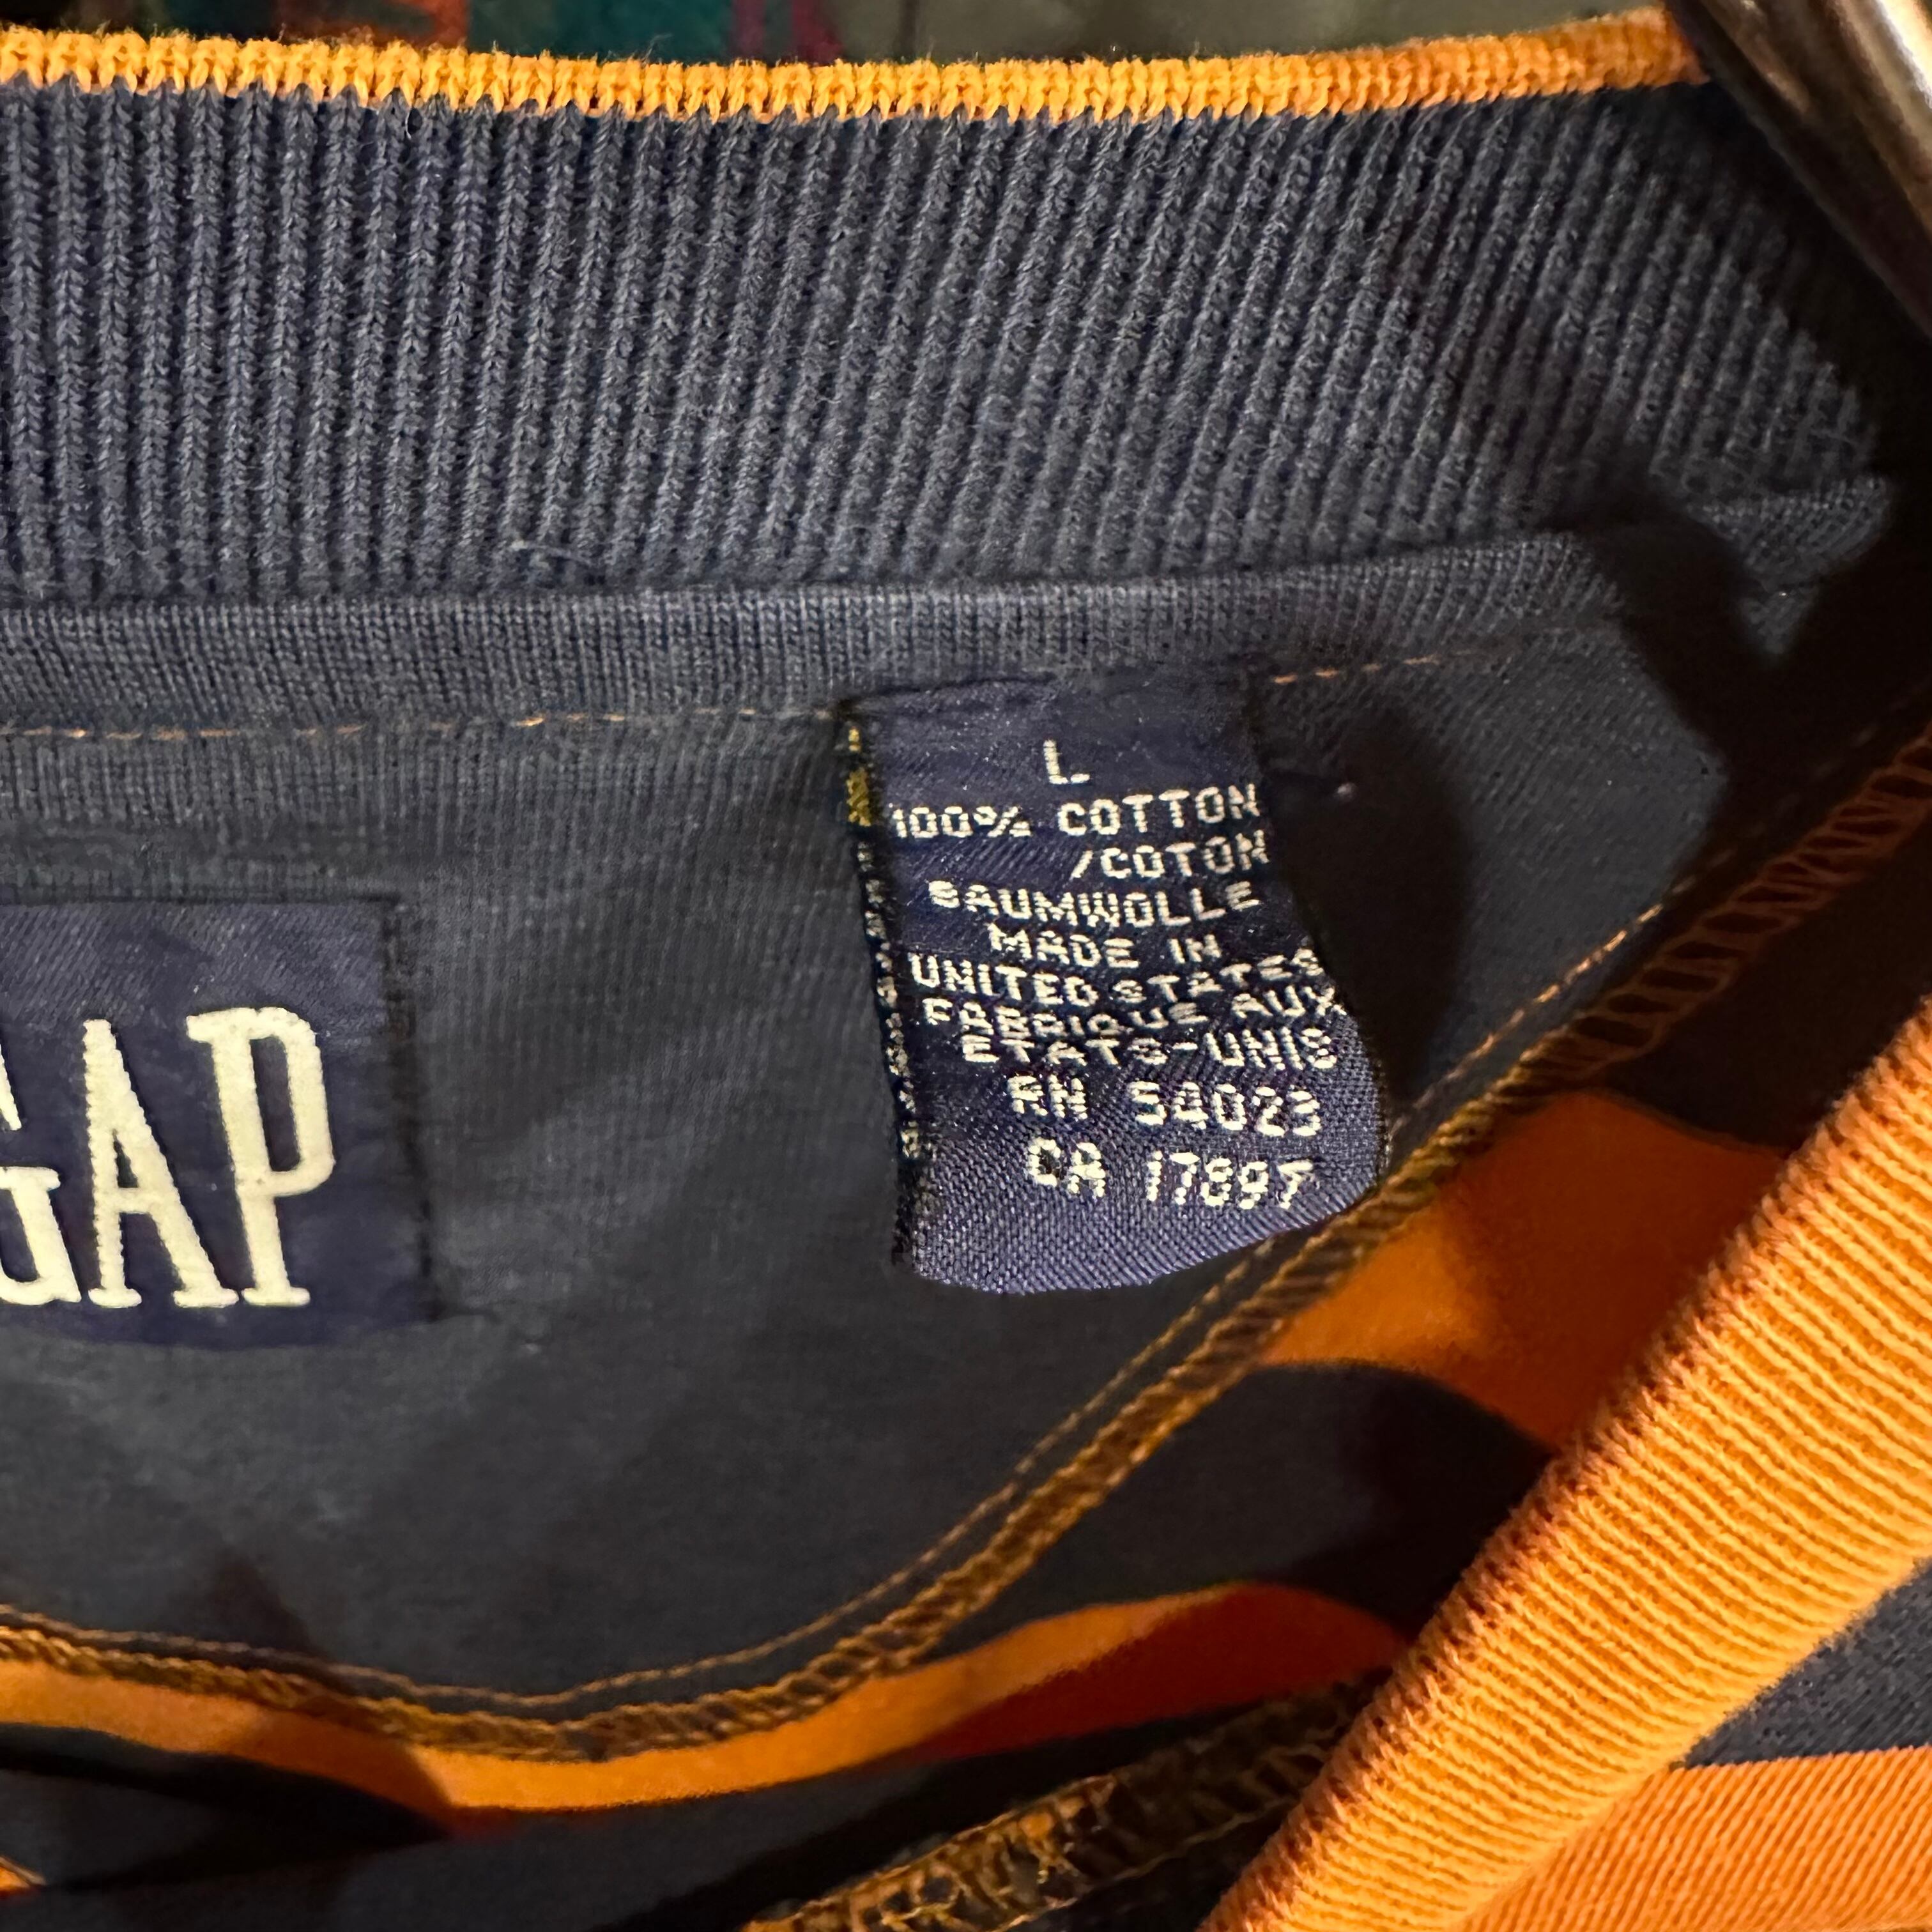 GAP
L
100% COTTON
/COTON
BAUMWOLLE
MADE IN
UNITED STATES
FABRIQUE AUX
ETATS-UNIS
RN 54023
CA 17897